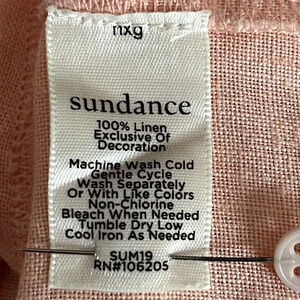 nxg
sundance
100% Linen
Exclusive Of
Decoration
Machine Wash Cold
Gentle Cycle
Wash Separately
Or With Like Colors
Non-Chlorine
Bleach When Needed
Tumble Dry Low
Cool Iron As Needed
SUM19
RN#106205